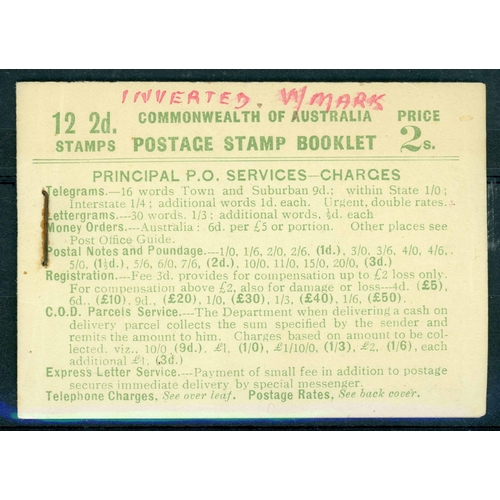 INVERTED. W/MARK
12 2d. COMMONWEALTH OF AUSTRALIA PRICE
STAMPS POSTAGE STAMP BOOKLET 2s.
PRINCIPAL P.O. SERVICES—CHARGES
Telegrams.—16 words Town and Suburban 9d.; within State 1/0;
Interstate 1/4; additional words 1d. each. Urgent, double rates.
Lettergrams.—30 words, 1/3; additional words, ½d. each
Money Orders.—Australia: 6d. per £5 or portion. Other places see
Post Office Guide.
Postal Notes and Poundage.—1/0, 1/6, 2/0, 2/6, (1d.), 3/0, 3/6, 4/0, 4/6,
5/0, (1½d.), 5/6, 6/0, 7/6, (2d.), 10/0, 11/0, 15/0, 20/0, (3d.)
Registration.—Fee 3d. provides for compensation up to £2 loss only.
For compensation above £2, also for damage or loss—4d. (£5),
6d., (£10), 9d., (£20), 1/0, (£30), 1/3, (£40), 1/6, (£50).
C.O.D. Parcels Service.—The Department when delivering a cash on
delivery parcel collects the sum specified by the sender and
remits the amount to him. Charges based on amount to be col-
lected. viz., 10/0, (9d.). £1, (1/0), £1/10/0, (1/3), £2, (1/6), each
additional £1, (3d.)
Express Letter Service.—Payment of small fee in addition to postage
secures immediate delivery, by special messenger.
Telephone Charges, See over leaf. Postage Rates, See back cover.